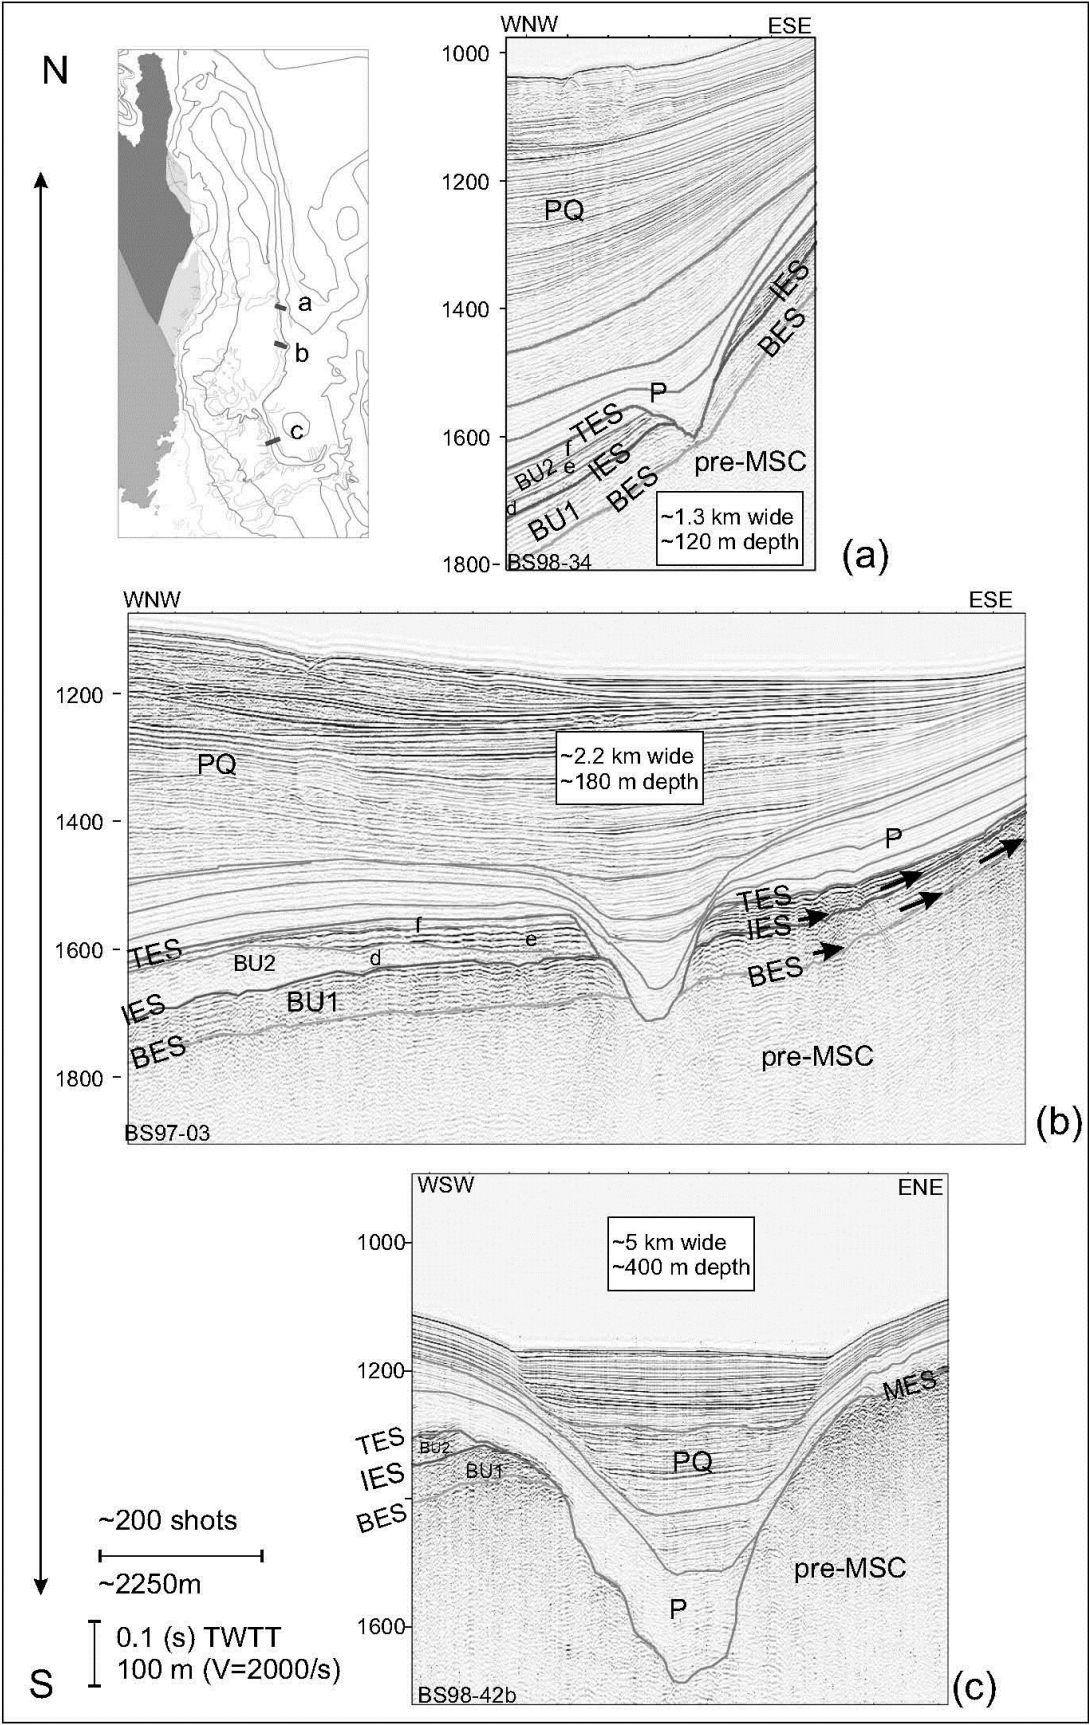 N
a
b
c
WNW
ESE
1000
1200
1400
1600
1800
PQ
IES
BES
P
TES
f
BU2
e
IES
d
BU1
BES
pre-MSC
~1.3 km wide
~120 m depth
BS98-34
(a)
WNW
ESE
1200
1400
1600
1800
~2.2 km wide
~180 m depth
PQ
P
TES
f
TES
IES
e
BU2
d
BES
IES
BU1
BES
pre-MSC
BS97-03
(b)
WSW
ENE
~5 km wide
~400 m depth
1000
1200
1600
MES
TES
BU2
PQ
IES
BU1
BES
pre-MSC
P
BS98-42b
(c)
~200 shots
~2250m
0.1 (s) TWTT
100 m (V=2000/s)
S